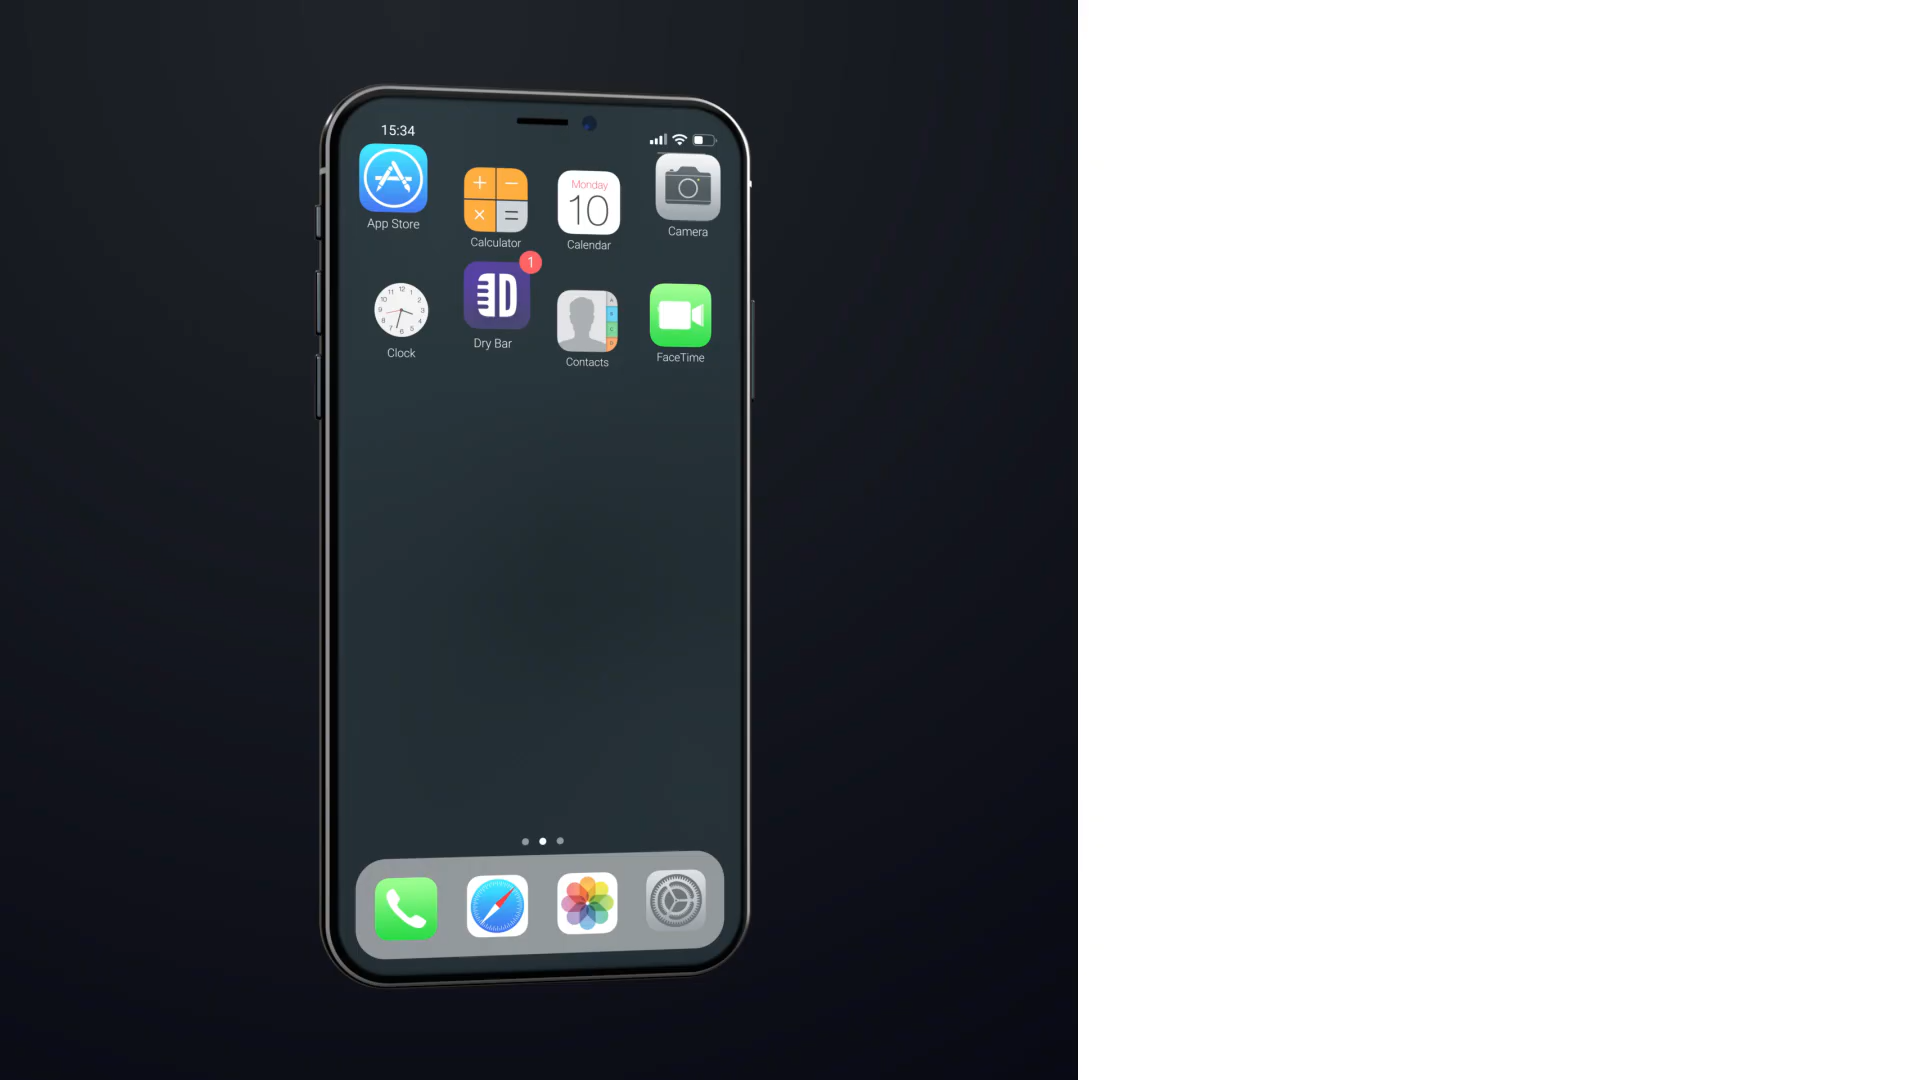 15:34
App Store
Calculator
Monday
10
Calendar
Camera
Clock
1
Dry Bar
Contacts
FaceTime